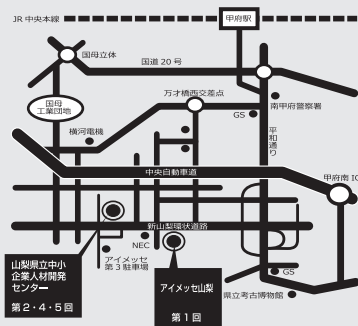 JR 中央本線
甲府駅
国母立体
国道 20 号
国母
工業団地
万才橋西交差点
GS
南甲府警察署
横河電機
平和通り
中央自動車道
甲府南 IC
新山梨環状道路
アイメッセ
第 3 駐車場
NEC
GS
県立考古博物館
山梨県立中小
企業人材開発
センター
第 2・4・5 回
アイメッセ山梨
第 1 回